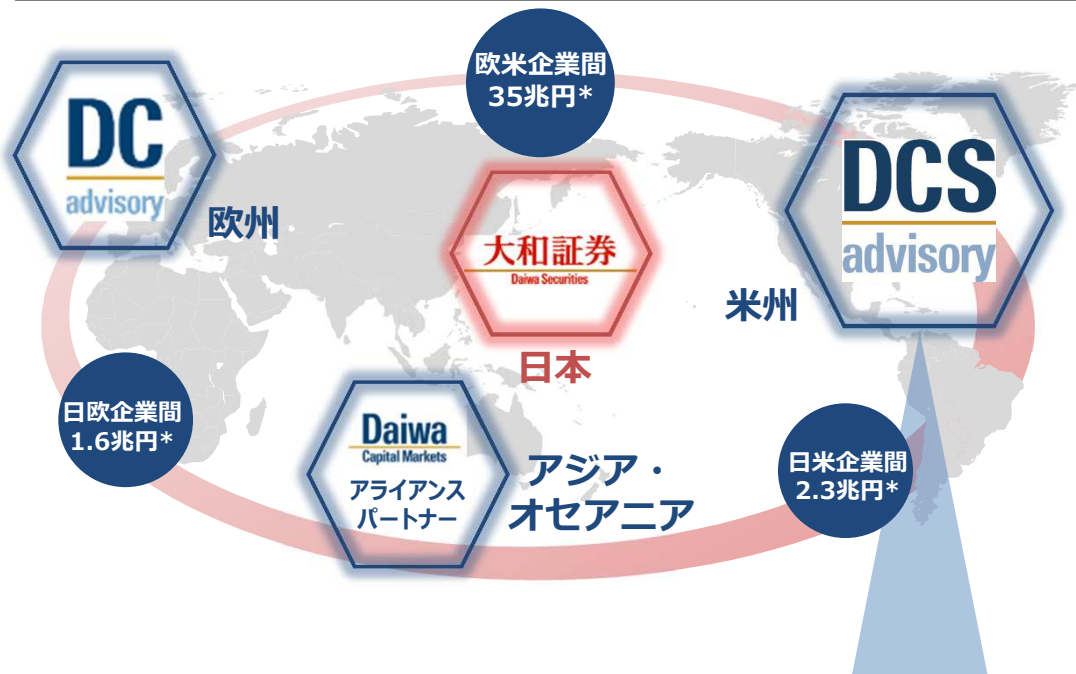 欧米企業間
35兆円*
DC
advisory
欧州
大和証券
Daiwa Securities
日本
DCS
advisory
米州
日欧企業間
1.6兆円*
Daiwa
Capital Markets
アライアンス
パートナー
アジア・
オセアニア
日米企業間
2.3兆円*